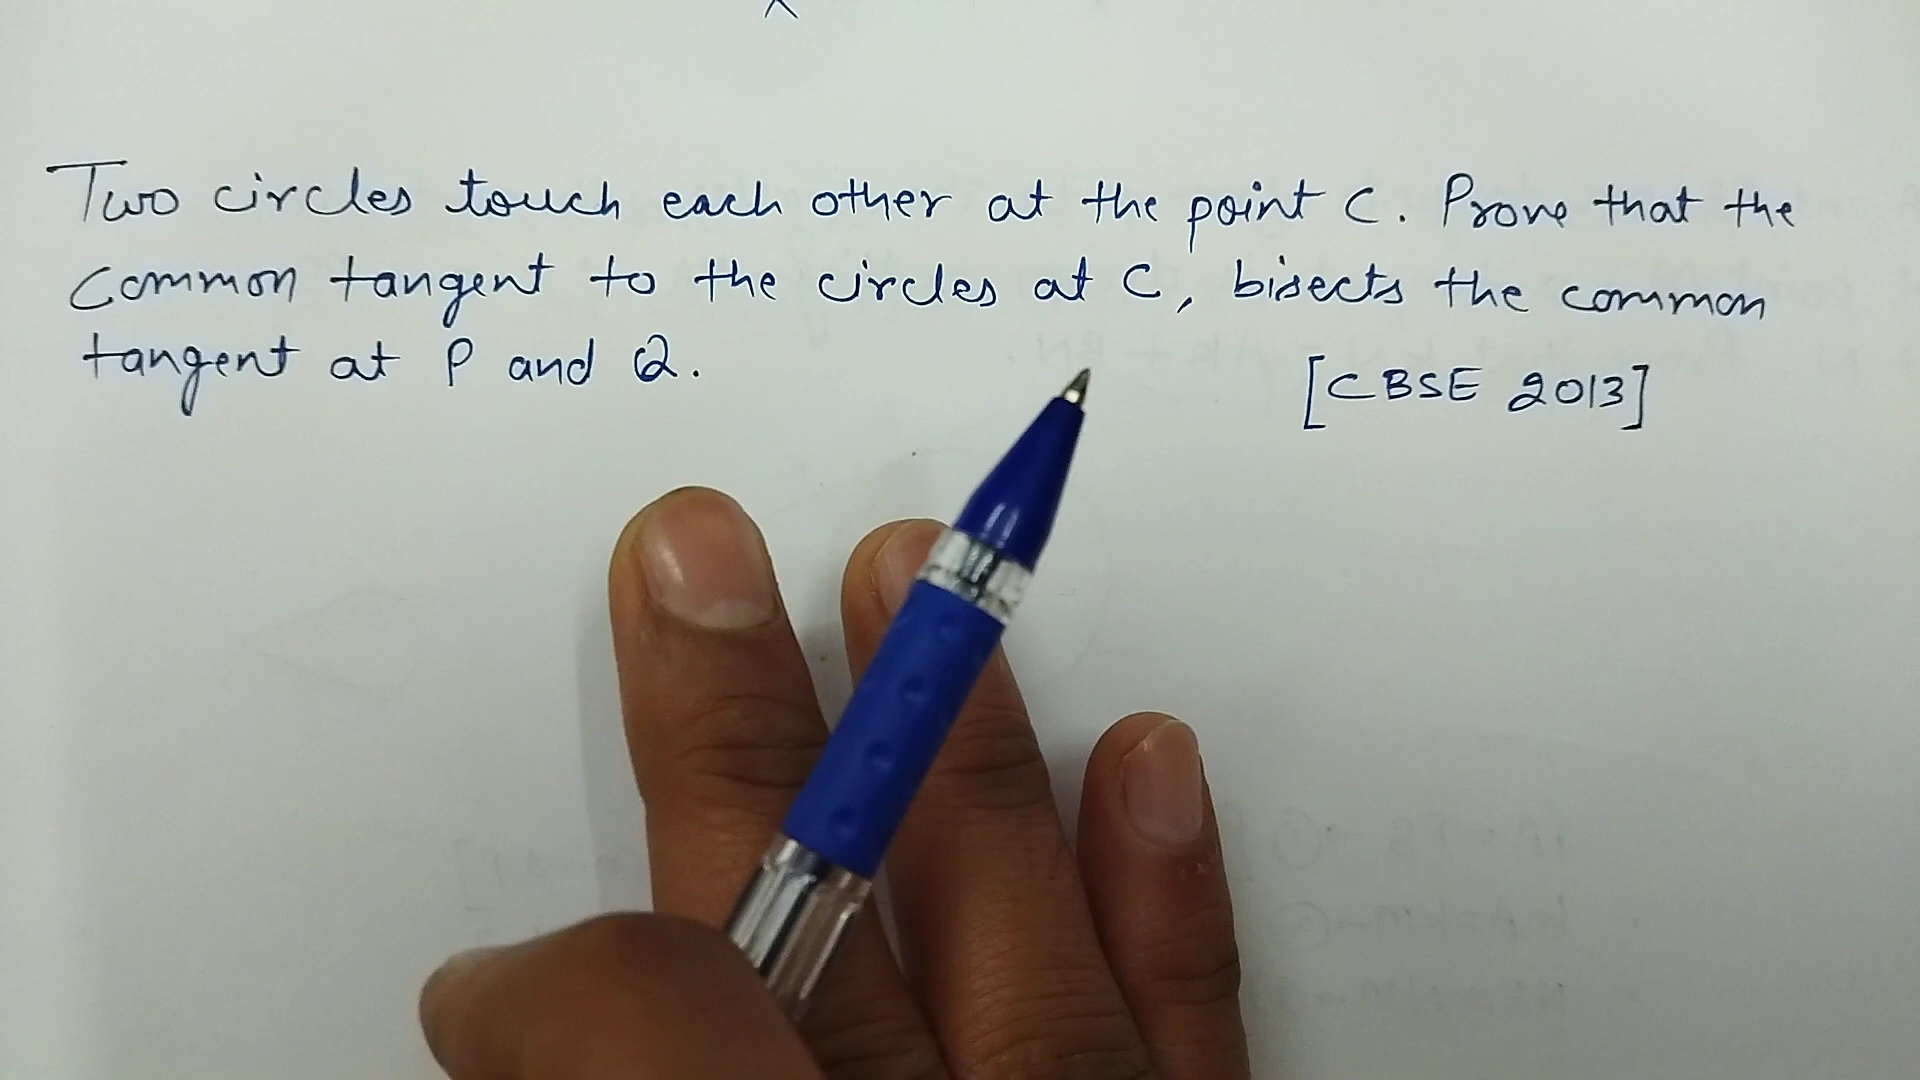 Two circles touch each other at the point C. Prove that the
common tangent to the circles at C, bisects the common
tangent at P and Q.
[CBSE 2013]